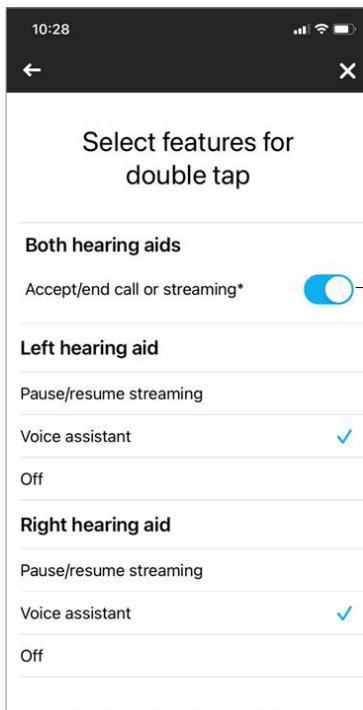 10:28
Select features for
double tap
Both hearing aids
Accept/end call or streaming*
Left hearing aid
Pause/resume streaming
Voice assistant
Off
Right hearing aid
Pause/resume streaming
Voice assistant
Off